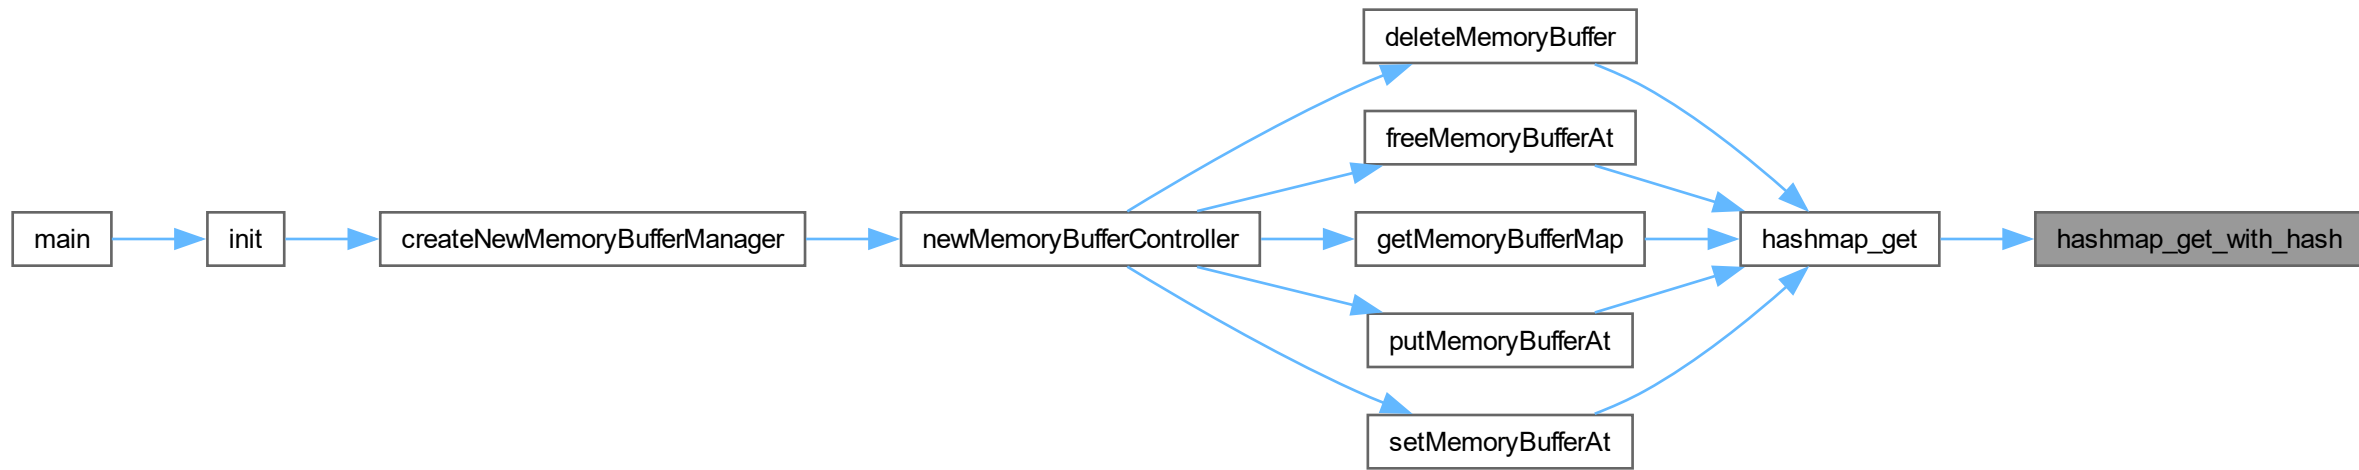 main
init
createNewMemoryBufferManager
newMemoryBufferController
deleteMemoryBuffer
freeMemoryBufferAt
getMemoryBufferMap
putMemoryBufferAt
setMemoryBufferAt
hashmap_get
hashmap_get_with_hash